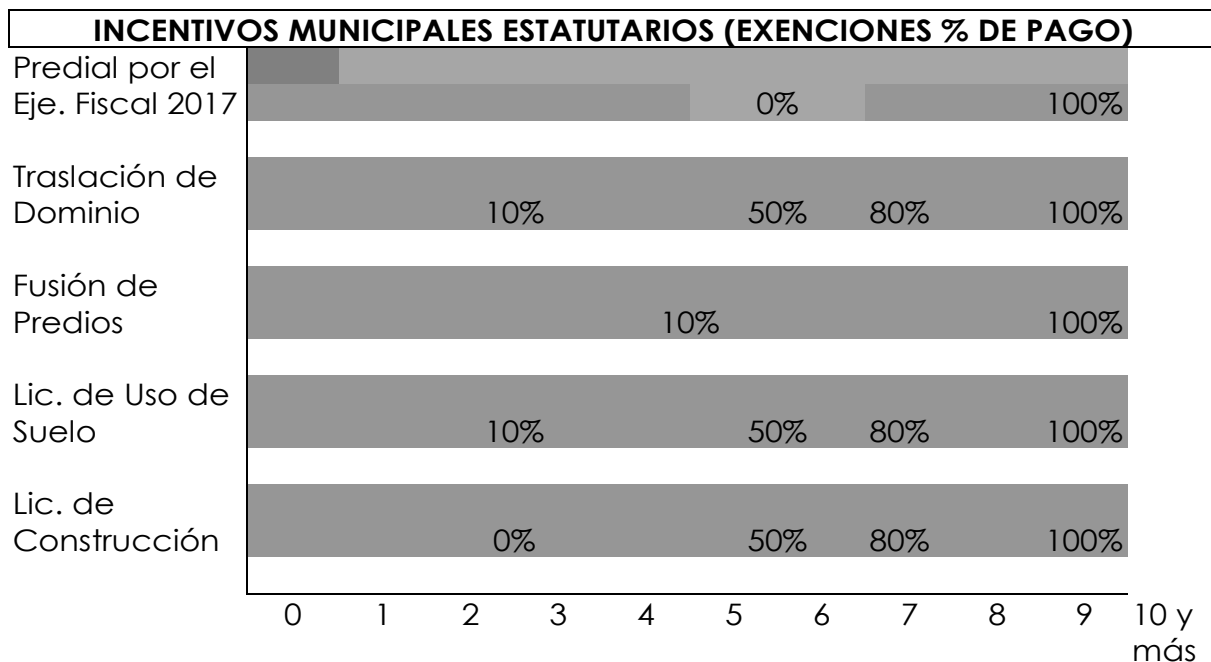 INCENTIVOS MUNICIPALES ESTATUTARIOS (EXENCIONES % DE PAGO)
Predial por el
Eje. Fiscal 2017 0% 100%
Traslación de
Dominio 10% 50% 80% 100%
Fusión de
Predios 10% 100%
Lic. de Uso de
Suelo 10% 50% 80% 100%
Lic. de
Construcción 0% 50% 80% 100%
0 1 2 3 4 5 6 7 8 9 10 y
más